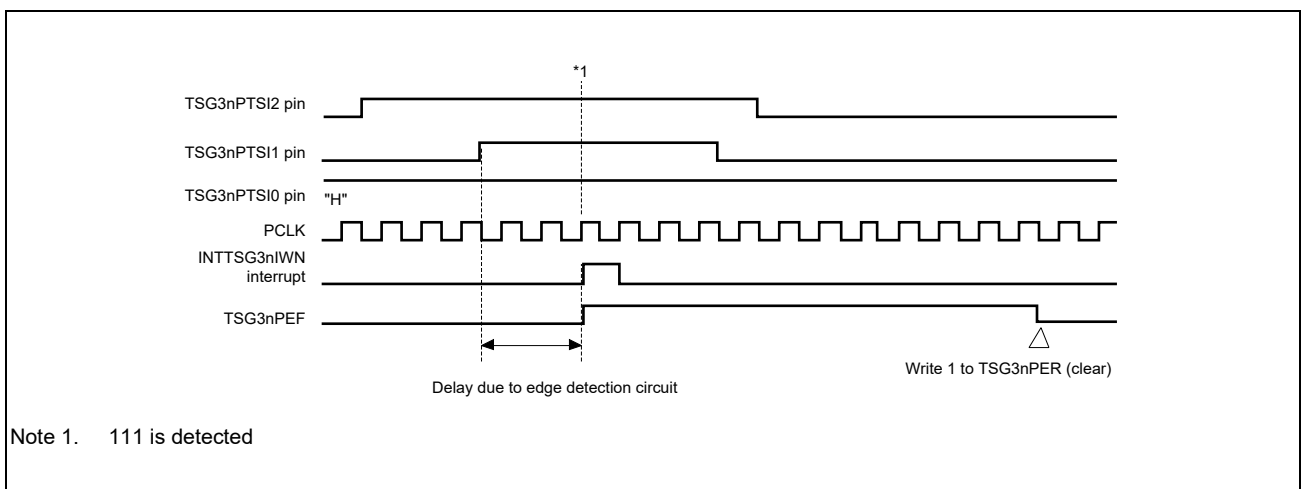 *1
TSG3nPTSI2 pin
TSG3nPTSI1 pin
TSG3nPTSI0 pin "H"
PCLK
INTTSG3nIWN
interrupt
TSG3nPEF
Write 1 to TSG3nPER (clear)
Delay due to edge detection circuit
Note 1. 111 is detected